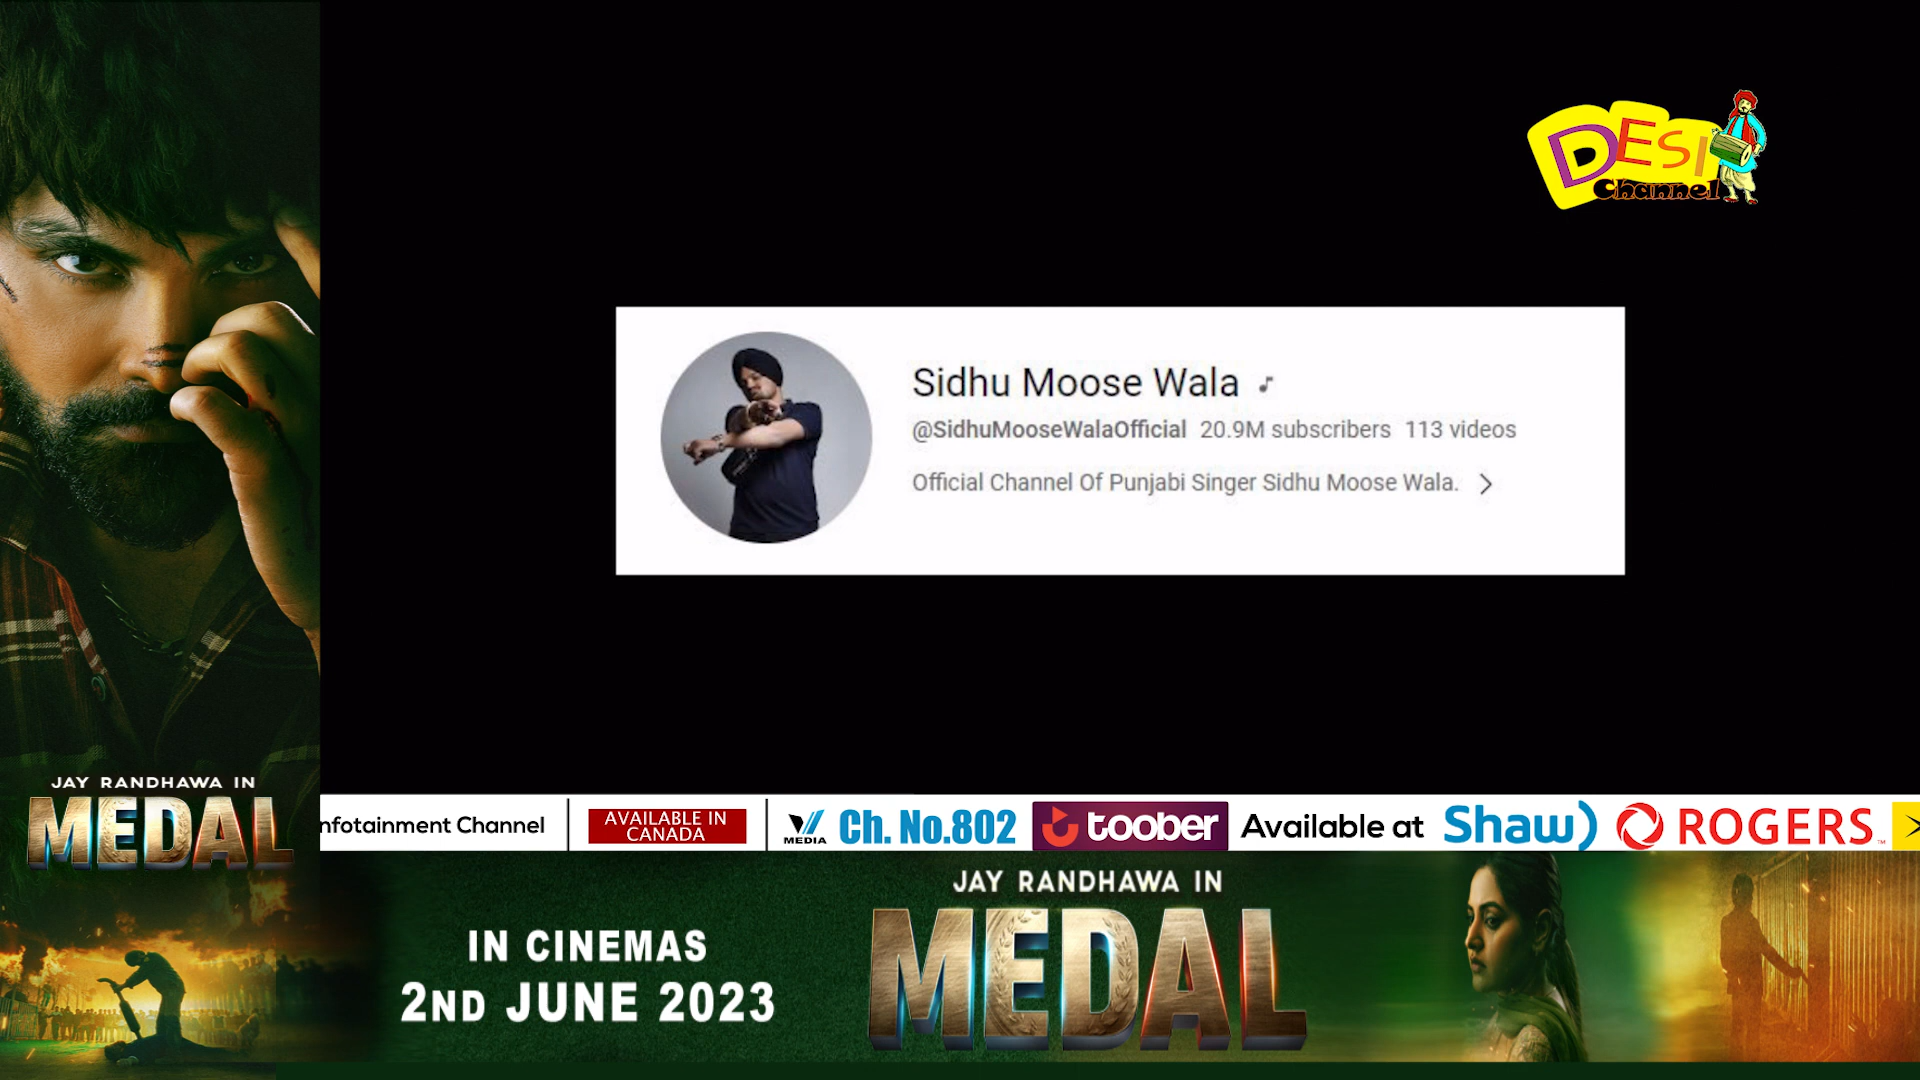 DESI
Channel
Sidhu Moose Wala
@SidhuMooseWalaOfficial 20.9M subscribers 113 videos
Official Channel Of Punjabi Singer Sidhu Moose Wala.
JAY RANDHAWA IN
MEDAL
nfotainment Channel
AVAILABLE IN
CANADA
MEDIA
Ch. No.802
toober
Available at
Shaw)
ROGERS™
JAY RANDHAWA IN
MEDAL
IN CINEMAS
2ND JUNE 2023